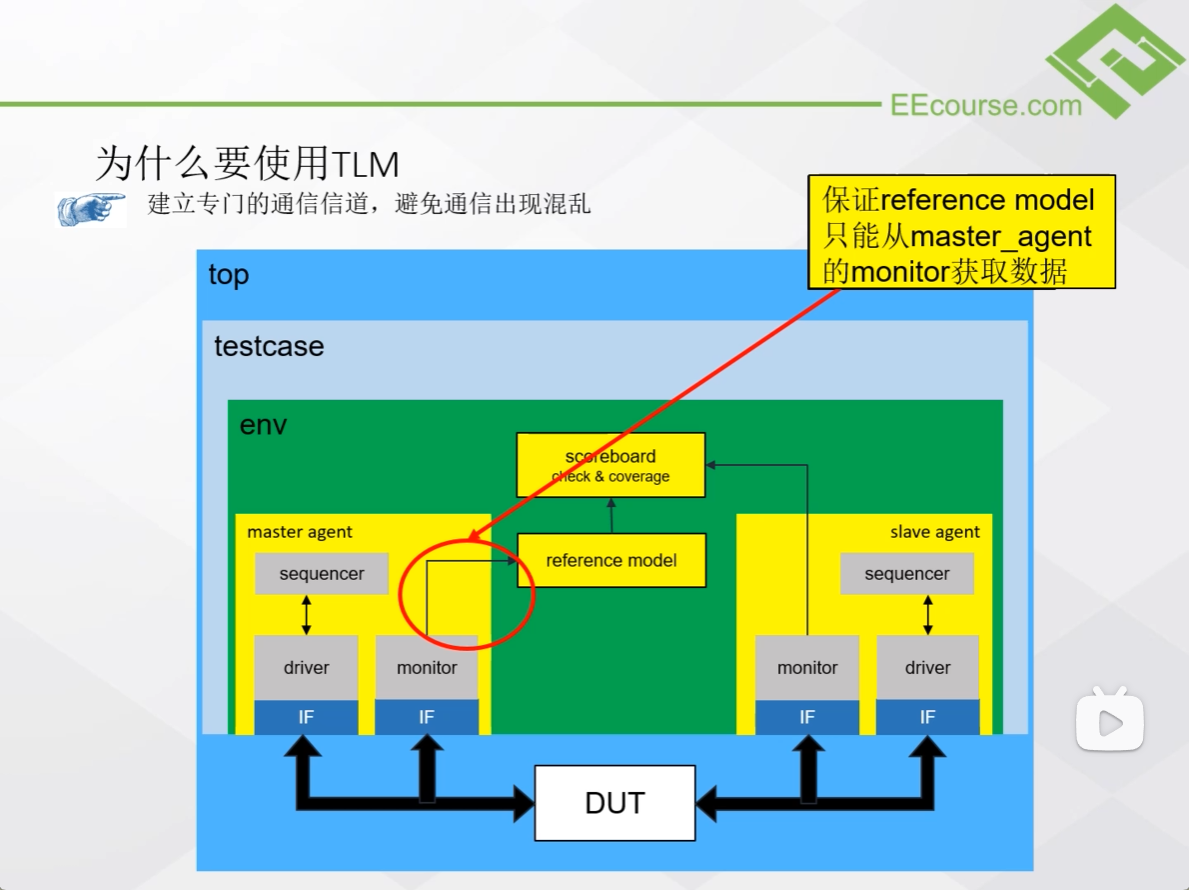 EEcourse.com
为什么要使用TLM
建立专门的通信信道，避免通信出现混乱
保证reference model
只能从master_agent
的monitor获取数据
top
testcase
env
scoreboard
check & coverage
master agent
slave agent
sequencer
reference model
sequencer
driver
monitor
monitor
driver
IF
IF
IF
IF
DUT